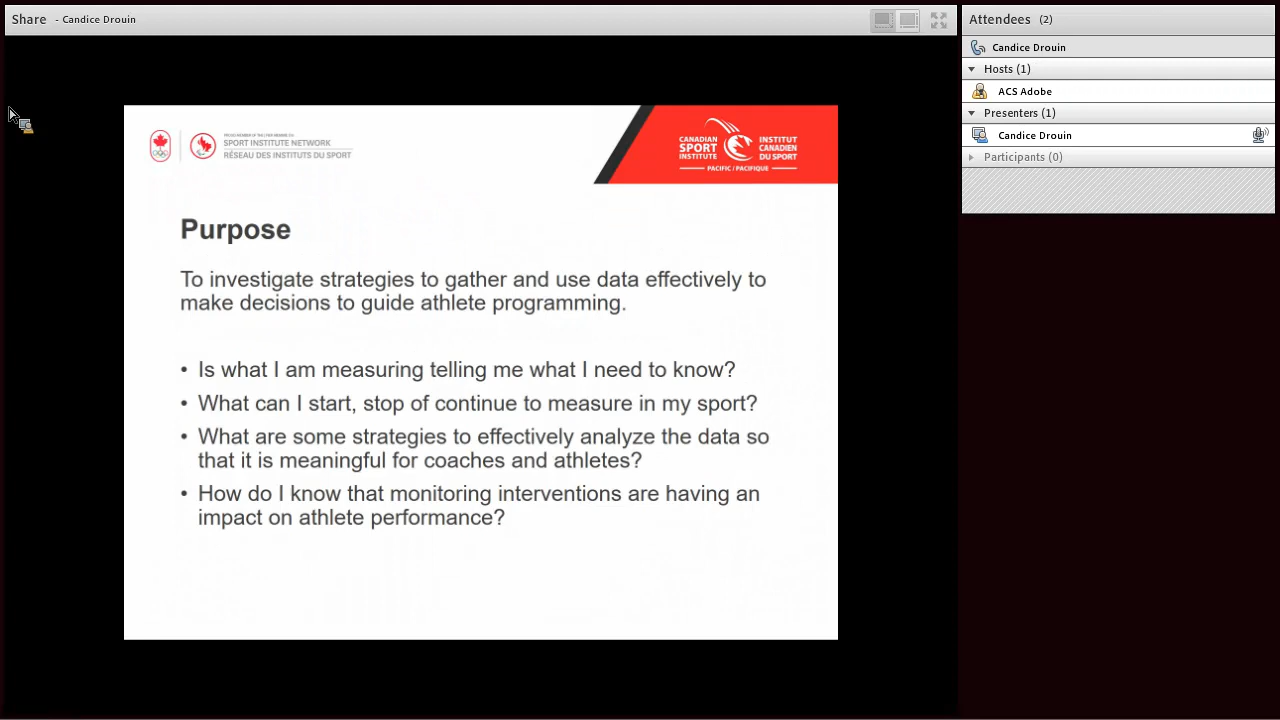 Share - Candice Drouin
Attendees (2)
Candice Drouin
Hosts (1)
ACS Adobe
Presenters (1)
Candice Drouin
Participants (0)
SPORT INSTITUTE NETWORK
RÉSEAU DES INSTITUTS DU SPORT
CANADIAN SPORT INSTITUTE
INSTITUT CANADIEN DU SPORT
PACIFIC / PACIFIQUE
Purpose
To investigate strategies to gather and use data effectively to
make decisions to guide athlete programming.
• Is what I am measuring telling me what I need to know?
• What can I start, stop of continue to measure in my sport?
• What are some strategies to effectively analyze the data so
that it is meaningful for coaches and athletes?
• How do I know that monitoring interventions are having an
impact on athlete performance?